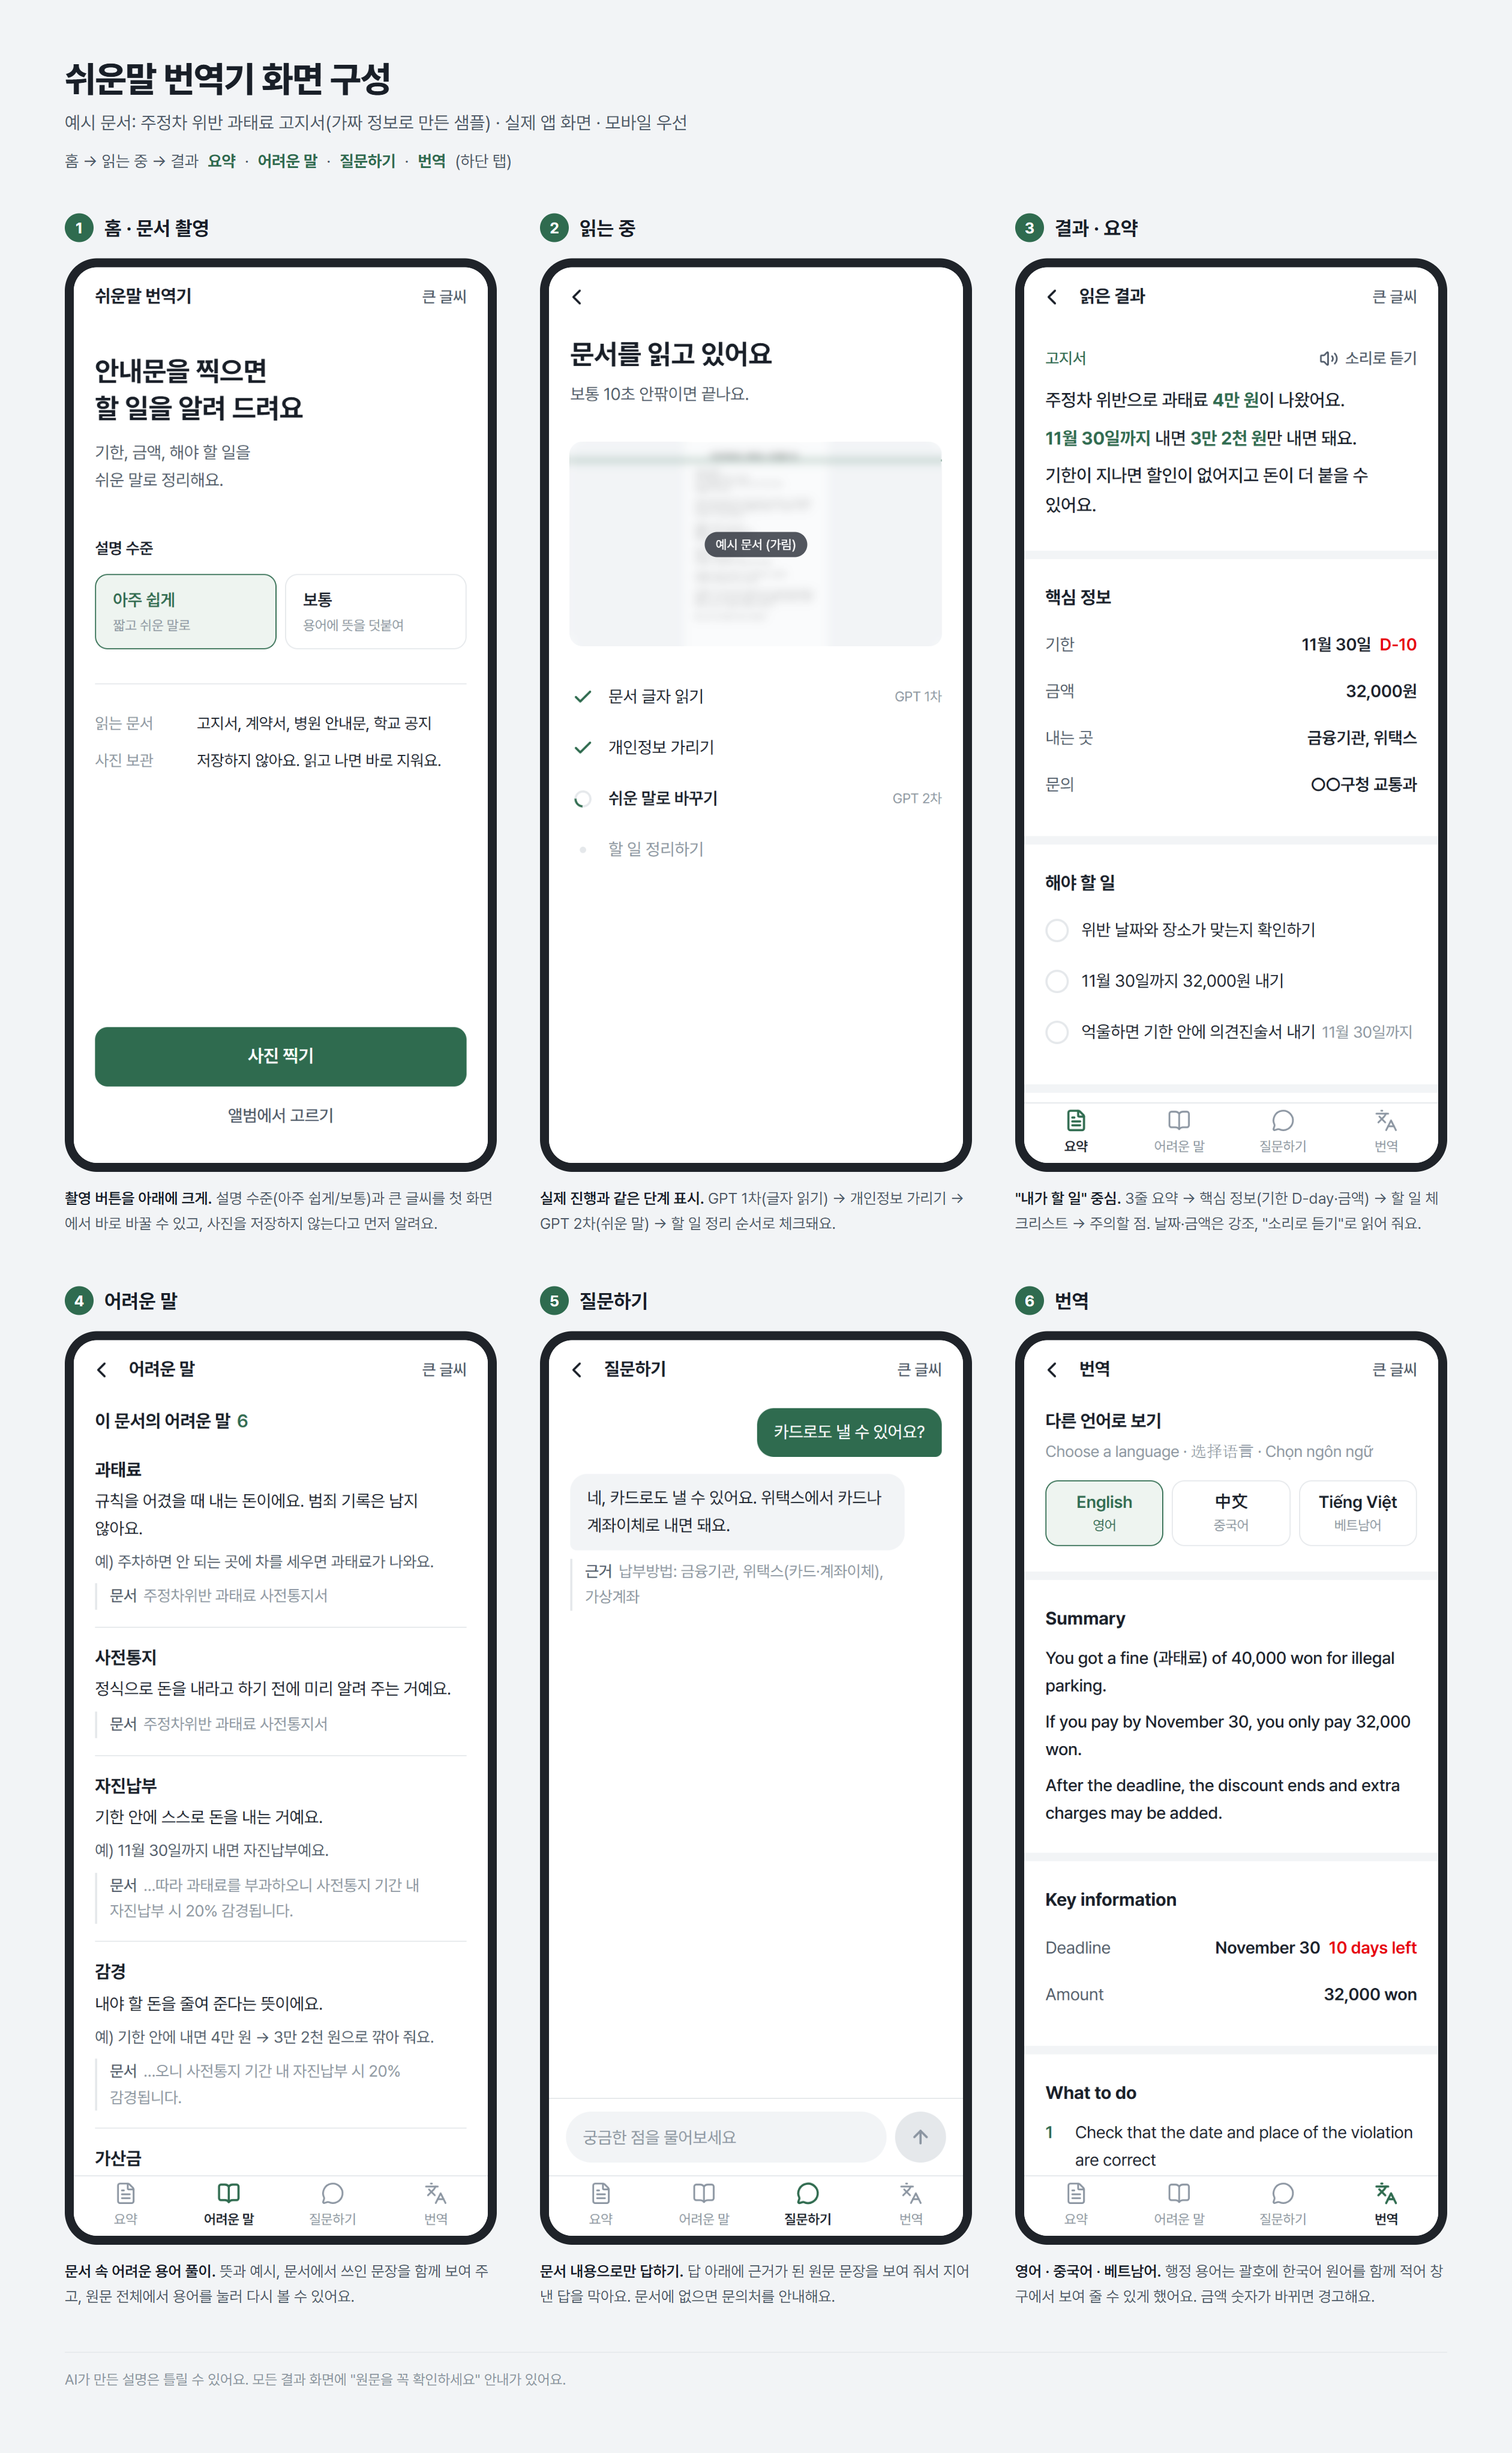 쉬운말 번역기 화면 구성
예시 문서: 주정차 위반 과태료 고지서(가짜 정보로 만든 샘플) · 실제 앱 화면 · 모바일 우선
홈 → 읽는 중 → 결과 요약 · 어려운 말 · 질문하기 · 번역 (하단 탭)
1 홈 · 문서 촬영
쉬운말 번역기 큰 글씨
안내문을 찍으면
할 일을 알려 드려요
기한, 금액, 해야 할 일을
쉬운 말로 정리해요.
설명 수준
아주 쉽게 보통
짧고 쉬운 말로 용어에 뜻을 덧붙여
읽는 문서 고지서, 계약서, 병원 안내문, 학교 공지
사진 보관 저장하지 않아요. 읽고 나면 바로 지워요.
사진 찍기
앨범에서 고르기
촬영 버튼을 아래에 크게. 설명 수준(아주 쉽게/보통)과 큰 글씨를 첫 화면
에서 바로 바꿀 수 있고, 사진을 저장하지 않는다고 먼저 알려요.
2 읽는 중
문서를 읽고 있어요
보통 10초 안팎이면 끝나요.
예시 문서 (가림)
문서 글자 읽기 GPT 1차
개인정보 가리기
쉬운 말로 바꾸기 GPT 2차
할 일 정리하기
실제 진행과 같은 단계 표시. GPT 1차(글자 읽기) → 개인정보 가리기 →
GPT 2차(쉬운 말) → 할 일 정리 순서로 체크돼요.
3 결과 · 요약
읽은 결과 큰 글씨
고지서 소리로 듣기
주정차 위반으로 과태료 4만 원이 나왔어요.
11월 30일까지 내면 3만 2천 원만 내면 돼요.
기한이 지나면 할인이 없어지고 돈이 더 붙을 수
있어요.
핵심 정보
기한 11월 30일 D-10
금액 32,000원
내는 곳 금융기관, 위택스
문의 ○○구청 교통과
해야 할 일
위반 날짜와 장소가 맞는지 확인하기
11월 30일까지 32,000원 내기
억울하면 기한 안에 의견진술서 내기 11월 30일까지
요약 어려운 말 질문하기 번역
"내가 할 일" 중심. 3줄 요약 → 핵심 정보(기한 D-day·금액) → 할 일 체
크리스트 → 주의할 점. 날짜·금액은 강조, "소리로 듣기"로 읽어 줘요.
4 어려운 말
어려운 말 큰 글씨
이 문서의 어려운 말 6
과태료
규칙을 어겼을 때 내는 돈이에요. 범죄 기록은 남지
않아요.
예) 주차하면 안 되는 곳에 차를 세우면 과태료가 나와요.
문서 주정차위반 과태료 사전통지서
사전통지
정식으로 돈을 내라고 하기 전에 미리 알려 주는 거예요.
문서 주정차위반 과태료 사전통지서
자진납부
기한 안에 스스로 돈을 내는 거예요.
예) 11월 30일까지 내면 자진납부예요.
문서 ...따라 과태료를 부과하오니 사전통지 기간 내
자진납부 시 20% 감경됩니다.
감경
내야 할 돈을 줄여 준다는 뜻이에요.
예) 기한 안에 내면 4만 원 → 3만 2천 원으로 깎아 줘요.
문서 ...오니 사전통지 기간 내 자진납부 시 20%
감경됩니다.
가산금
요약 어려운 말 질문하기 번역
문서 속 어려운 용어 풀이. 뜻과 예시, 문서에서 쓰인 문장을 함께 보여 주
고, 원문 전체에서 용어를 눌러 다시 볼 수 있어요.
5 질문하기
질문하기 큰 글씨
카드로도 낼 수 있어요?
네, 카드로도 낼 수 있어요. 위택스에서 카드나
계좌이체로 내면 돼요.
근거 납부방법: 금융기관, 위택스(카드·계좌이체),
가상계좌
궁금한 점을 물어보세요
요약 어려운 말 질문하기 번역
문서 내용으로만 답하기. 답 아래에 근거가 된 원문 문장을 보여 줘서 지어
낸 답을 막아요. 문서에 없으면 문의처를 안내해요.
6 번역
번역 큰 글씨
다른 언어로 보기
Choose a language · 选择语言 · Chọn ngôn ngữ
English 中文 Tiếng Việt
영어 중국어 베트남어
Summary
You got a fine (과태료) of 40,000 won for illegal
parking.
If you pay by November 30, you only pay 32,000
won.
After the deadline, the discount ends and extra
charges may be added.
Key information
Deadline November 30 10 days left
Amount 32,000 won
What to do
1 Check that the date and place of the violation
are correct
요약 어려운 말 질문하기 번역
영어 · 중국어 · 베트남어. 행정 용어는 괄호에 한국어 원어를 함께 적어 창
구에서 보여 줄 수 있게 했어요. 금액 숫자가 바뀌면 경고해요.
AI가 만든 설명은 틀릴 수 있어요. 모든 결과 화면에 "원문을 꼭 확인하세요" 안내가 있어요.